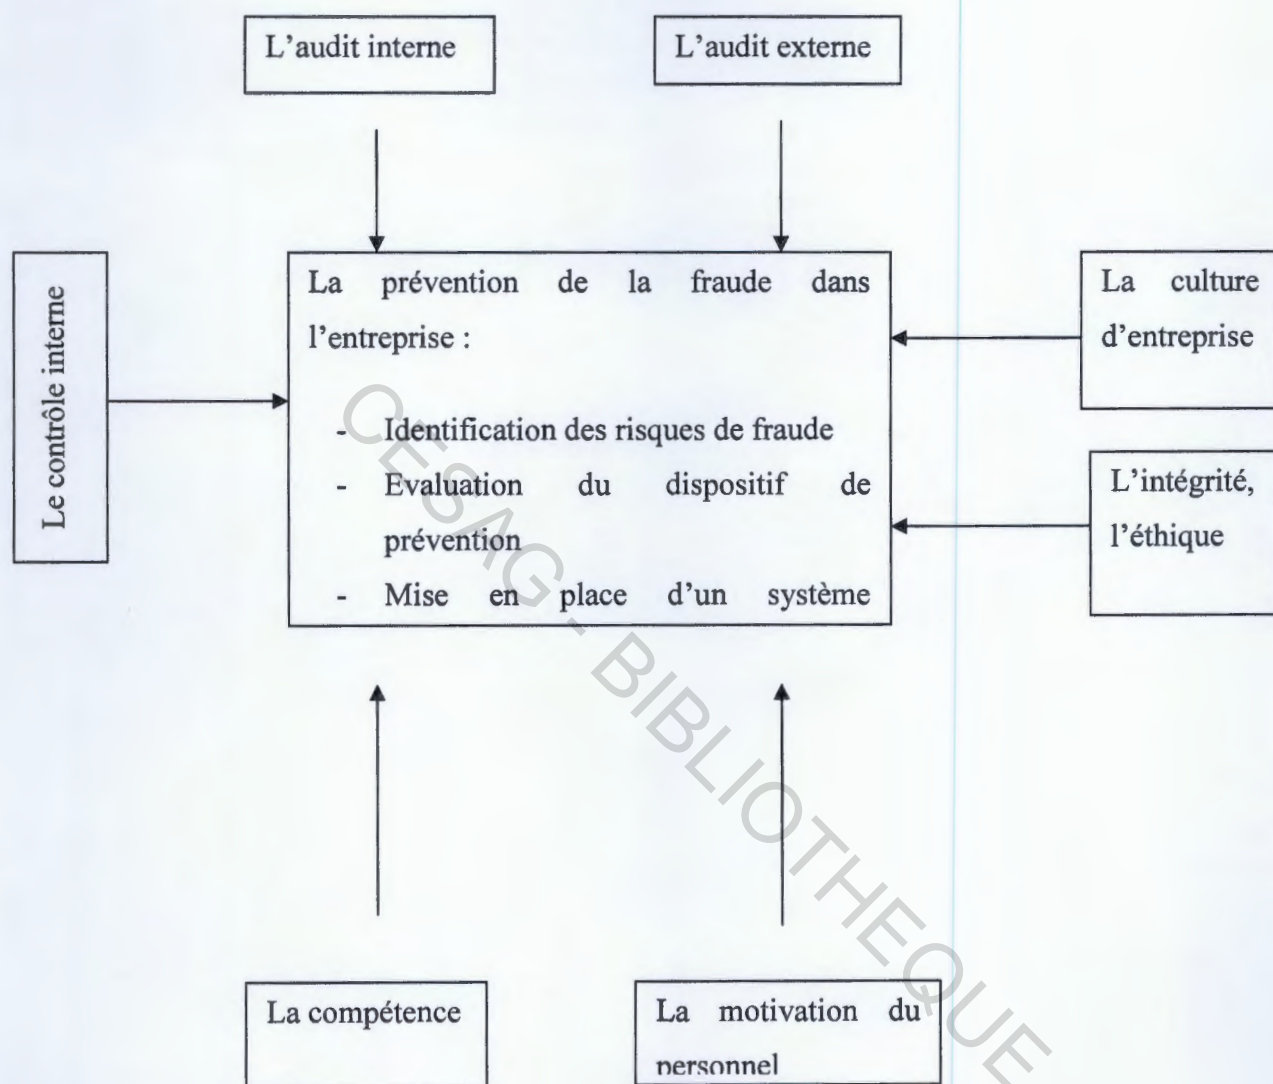 L’audit interne
L’audit externe
Le contrôle interne
La prévention de la fraude dans
l’entreprise :
- Identification des risques de fraude
- Evaluation du dispositif de
prévention
- Mise en place d’un système
La culture
d’entreprise
L’intégrité,
l’éthique
La compétence
La motivation du
personnel
CESAG - BIBLIOTHEQUE